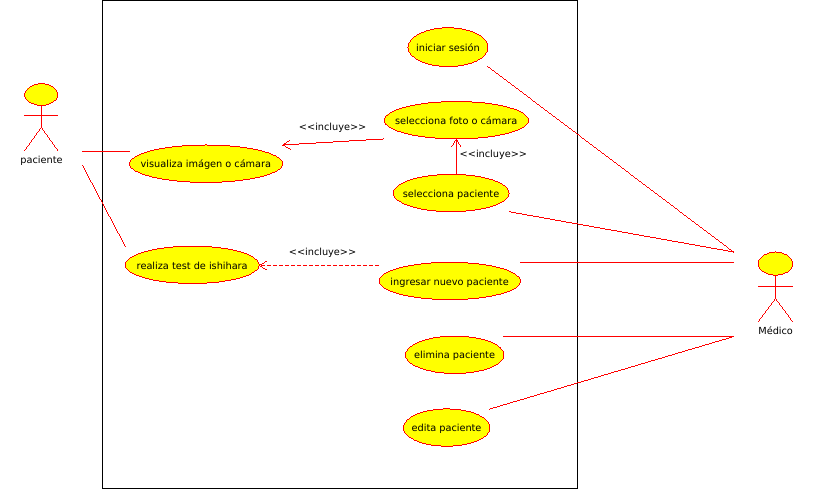 iniciar sesión
selecciona foto o cámara
<<incluye>>
<<incluye>>
paciente
visualiza imágen o cámara
selecciona paciente
<<incluye>>
realiza test de ishihara
ingresar nuevo paciente
Médico
elimina paciente
edita paciente